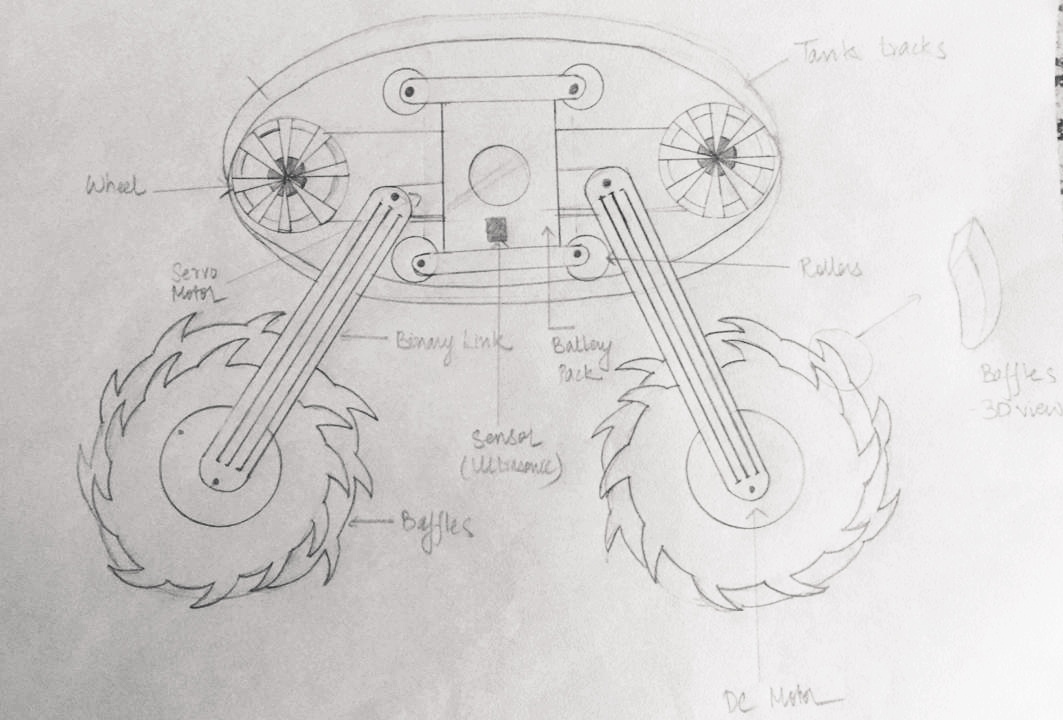 Tank tracks
Wheel
Servo
Motor
Rollers
Binary Link
Battery
Pack
Baffles
3D view
Sensor
(Ultrasonic)
Baffles
DC Motor